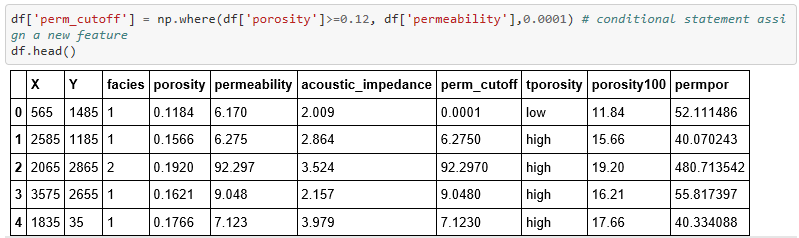 df['perm_cutoff'] = np.where(df['porosity']>=0.12, df['permeability'],0.0001) # conditional statement assi
gn a new feature
df.head()
X Y facies porosity permeability acoustic_impedance perm_cutoff tporosity porosity100 permpor
0 565 1485 1 0.1184 6.170 2.009 0.0001 low 11.84 52.111486
1 2585 1185 1 0.1566 6.275 2.864 6.2750 high 15.66 40.070243
2 2065 2865 2 0.1920 92.297 3.524 92.2970 high 19.20 480.713542
3 3575 2655 1 0.1621 9.048 2.157 9.0480 high 16.21 55.817397
4 1835 35 1 0.1766 7.123 3.979 7.1230 high 17.66 40.334088